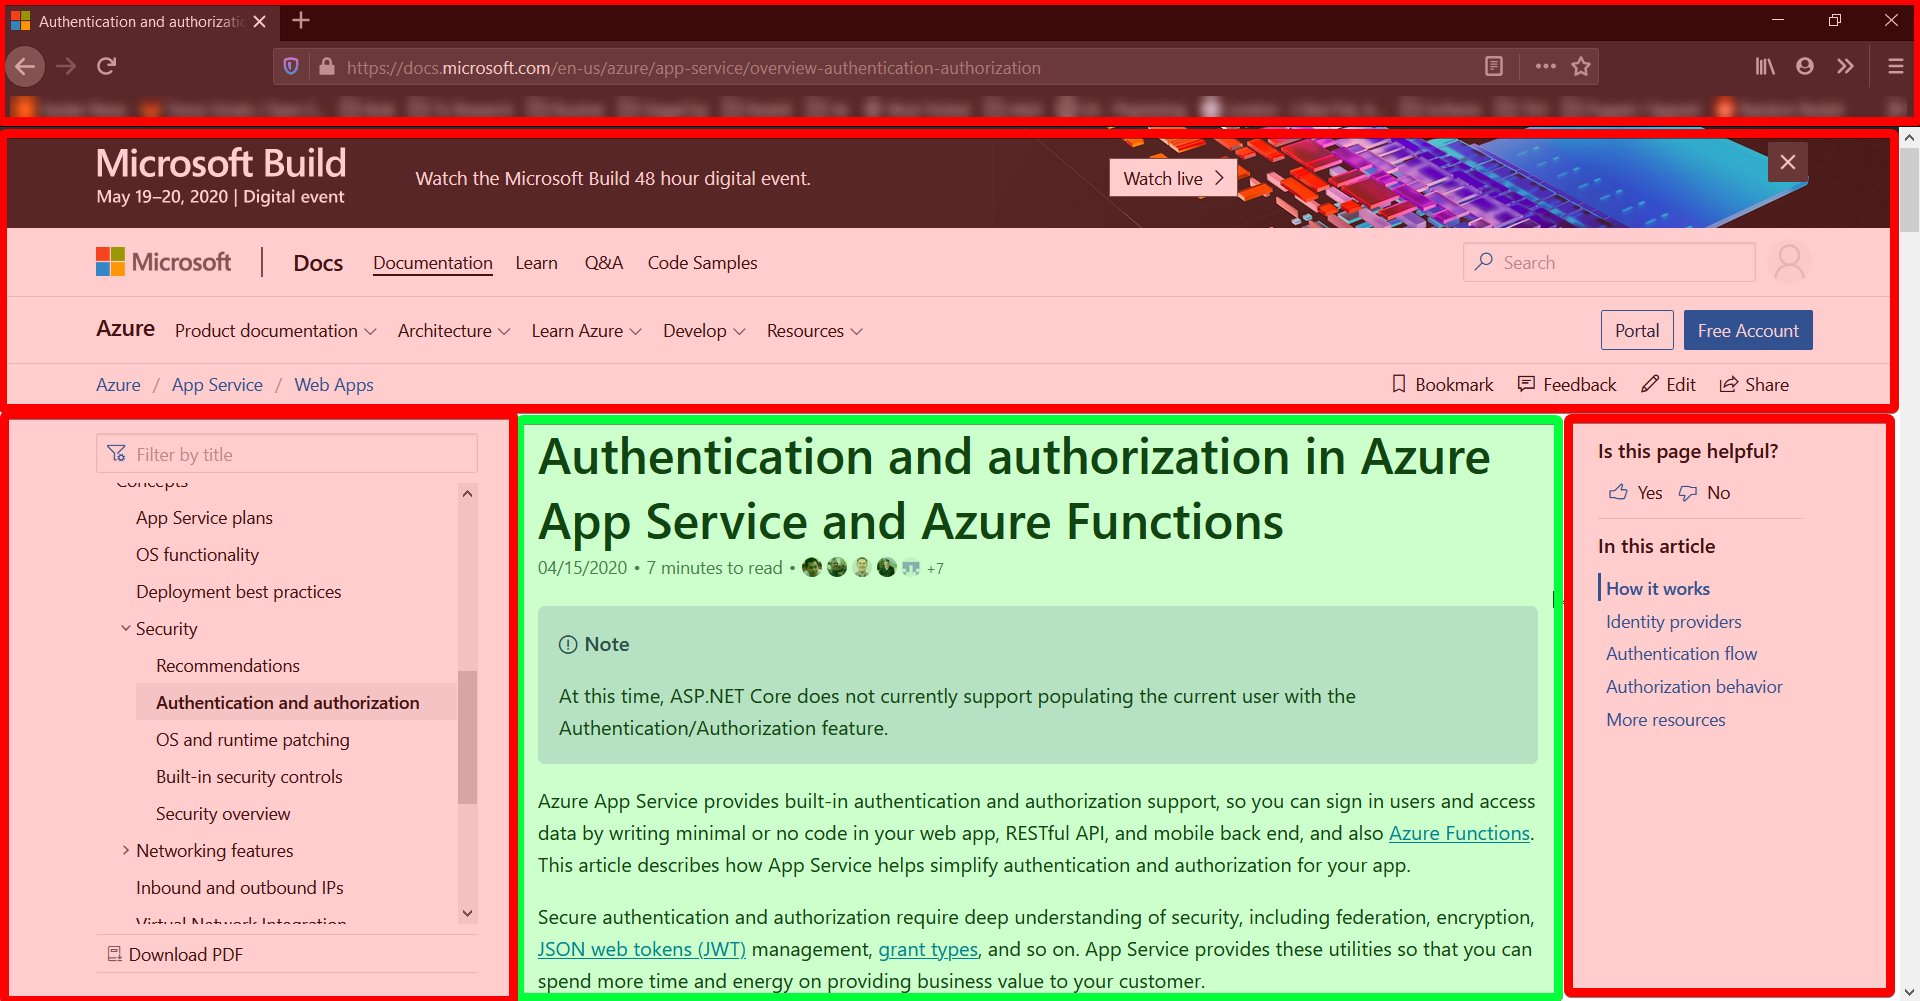 Authentication and authorizatio
https://docs.microsoft.com/en-us/azure/app-service/overview-authentication-authorization
Microsoft Build
May 19–20, 2020 | Digital event
Watch the Microsoft Build 48 hour digital event.
Watch live
Microsoft
Docs
Documentation
Learn
Q&A
Code Samples
Search
Azure
Product documentation
Architecture
Learn Azure
Develop
Resources
Portal
Free Account
Azure / App Service / Web Apps
Bookmark
Feedback
Edit
Share
Filter by title
Concepts
App Service plans
OS functionality
Deployment best practices
Security
Recommendations
Authentication and authorization
OS and runtime patching
Built-in security controls
Security overview
Networking features
Inbound and outbound IPs
Virtual Network Integration
Download PDF
Authentication and authorization in Azure
App Service and Azure Functions
04/15/2020 • 7 minutes to read • +7
Note
At this time, ASP.NET Core does not currently support populating the current user with the
Authentication/Authorization feature.
Azure App Service provides built-in authentication and authorization support, so you can sign in users and access
data by writing minimal or no code in your web app, RESTful API, and mobile back end, and also Azure Functions.
This article describes how App Service helps simplify authentication and authorization for your app.
Secure authentication and authorization require deep understanding of security, including federation, encryption,
JSON web tokens (JWT) management, grant types, and so on. App Service provides these utilities so that you can
spend more time and energy on providing business value to your customer.
Is this page helpful?
Yes
No
In this article
How it works
Identity providers
Authentication flow
Authorization behavior
More resources